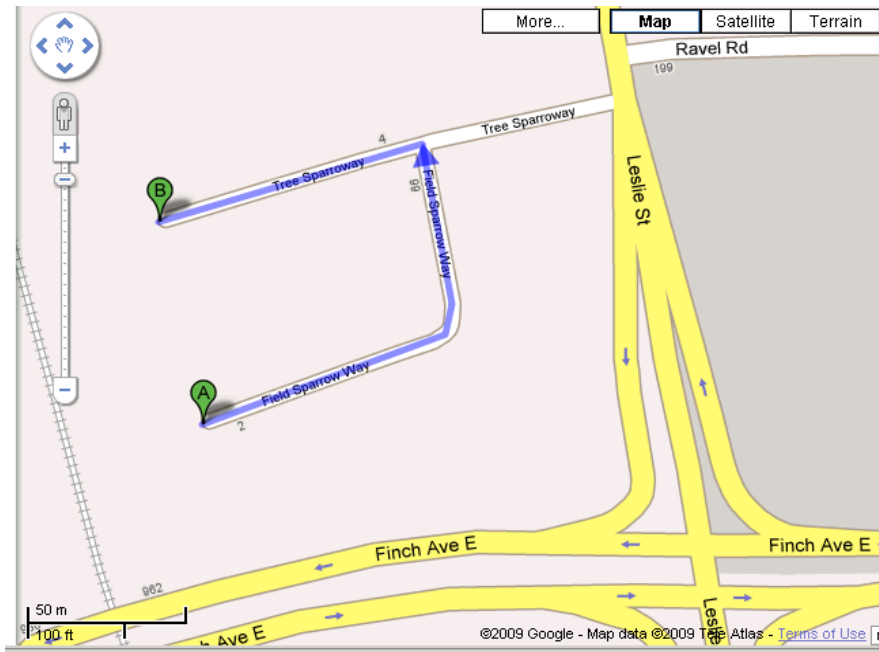 More...
Map
Satellite
Terrain
Ravel Rd
199
Tree Sparroway
4
Tree Sparroway
Leslie St
B
99
Field Sparrow Way
A
Field Sparrow Way
2
Finch Ave E
Finch Ave E
962
50 m
100 ft
Ave E
Leslie
©2009 Google - Map data ©2009 Tele Atlas - Terms of Use